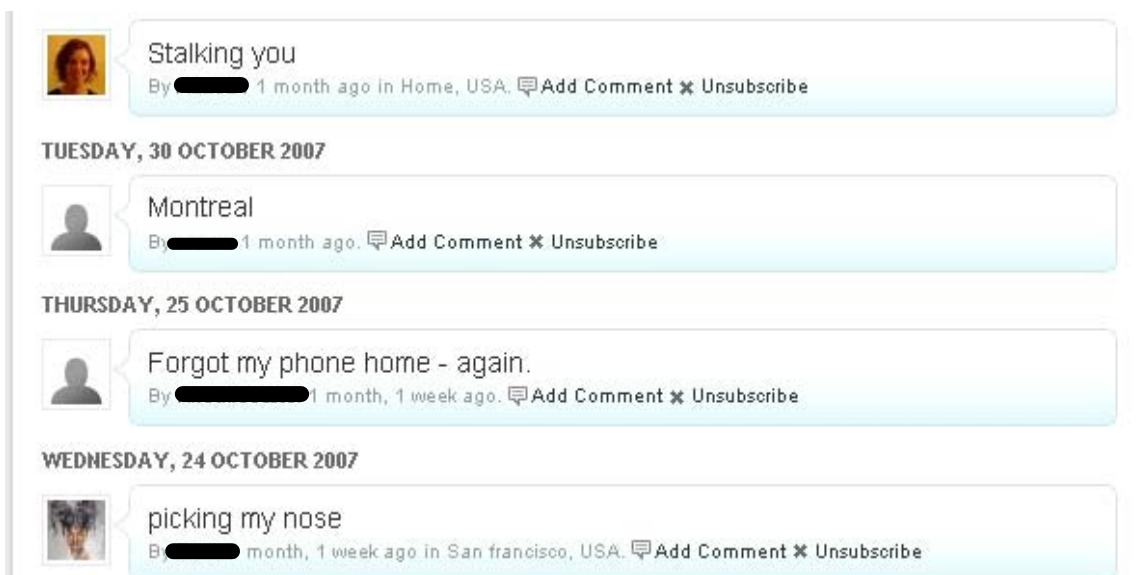 Stalking you
By 1 month ago in Home, USA. Add Comment Unsubscribe
TUESDAY, 30 OCTOBER 2007
Montreal
By 1 month ago. Add Comment Unsubscribe
THURSDAY, 25 OCTOBER 2007
Forgot my phone home - again.
By 1 month, 1 week ago. Add Comment Unsubscribe
WEDNESDAY, 24 OCTOBER 2007
picking my nose
By month, 1 week ago in San francisco, USA. Add Comment Unsubscribe